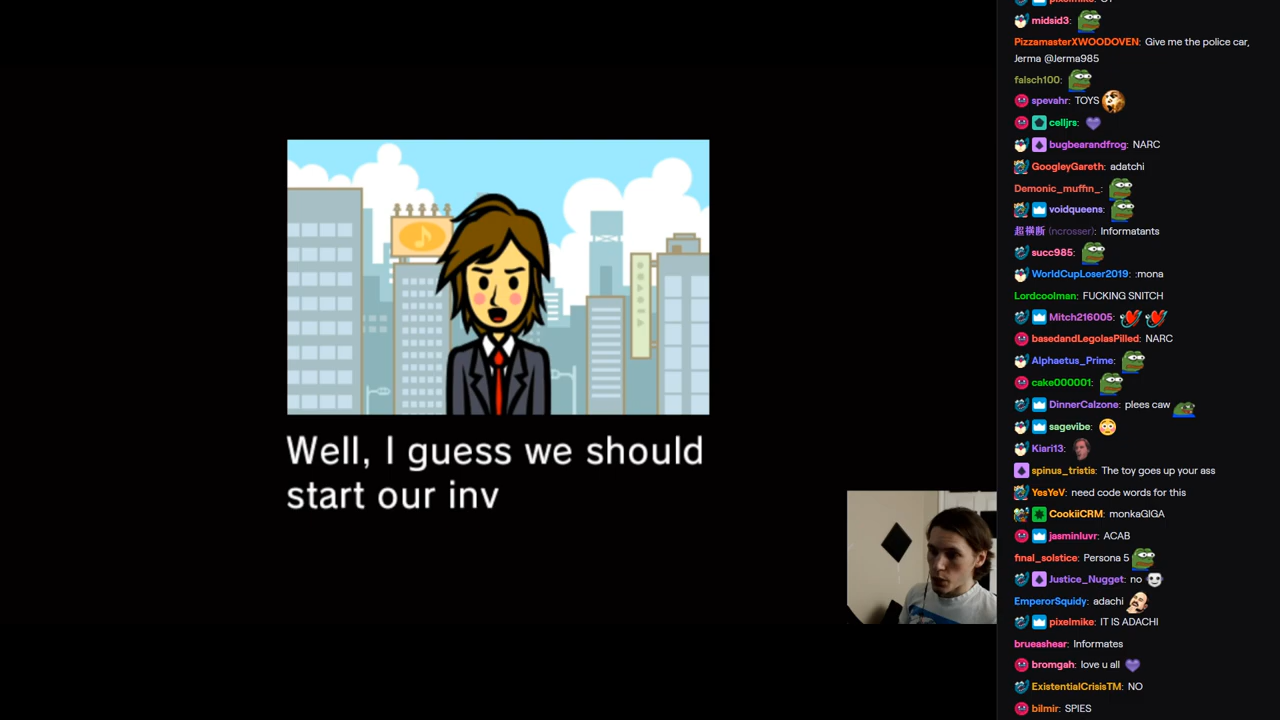 Well, I guess we should
start our inv
midsid3:
PizzamasterXWOODOVEN: Give me the police car,
Jerma @Jerma985
falsch100:
spevahr: TOYS
celljrs:
bugbearandfrog: NARC
GoogleyGareth: adatchi
Demonic_muffin_:
voidqueens:
超横断 (ncrosser): Informatants
succ985:
WorldCupLoser2019: :mona
Lordcoolman: FUCKING SNITCH
Mitch216005:
basedandLegolasPilled: NARC
Alphaetus_Prime:
cake000001:
DinnerCalzone: plees caw
sagevibe:
Kiari13:
spinus_tristis: The toy goes up your ass
YesYeV: need code words for this
CookiiCRM: monkaGIGA
jasminluvr: ACAB
final_solstice: Persona 5
Justice_Nugget: no
EmperorSquidy: adachi
pixelmike: IT IS ADACHI
brueashear: Informates
bromgah: love u all
ExistentialCrisisTM: NO
bilmir: SPIES